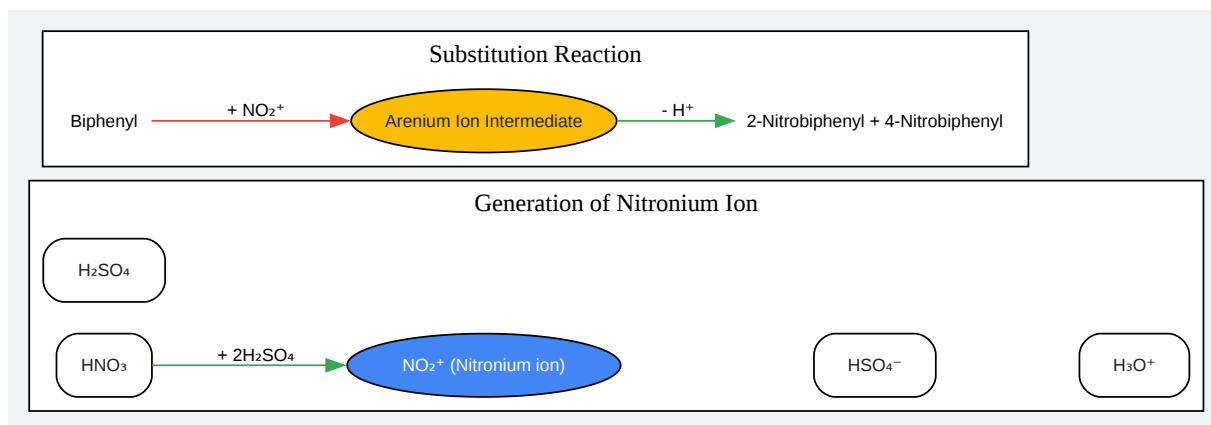 Substitution Reaction
Biphenyl
+ NO₂⁺
Arenium Ion Intermediate
- H⁺
2-Nitrobiphenyl + 4-Nitrobiphenyl
Generation of Nitronium Ion
H₂SO₄
HNO₃
+ 2H₂SO₄
NO₂⁺ (Nitronium ion)
HSO₄⁻
H₃O⁺